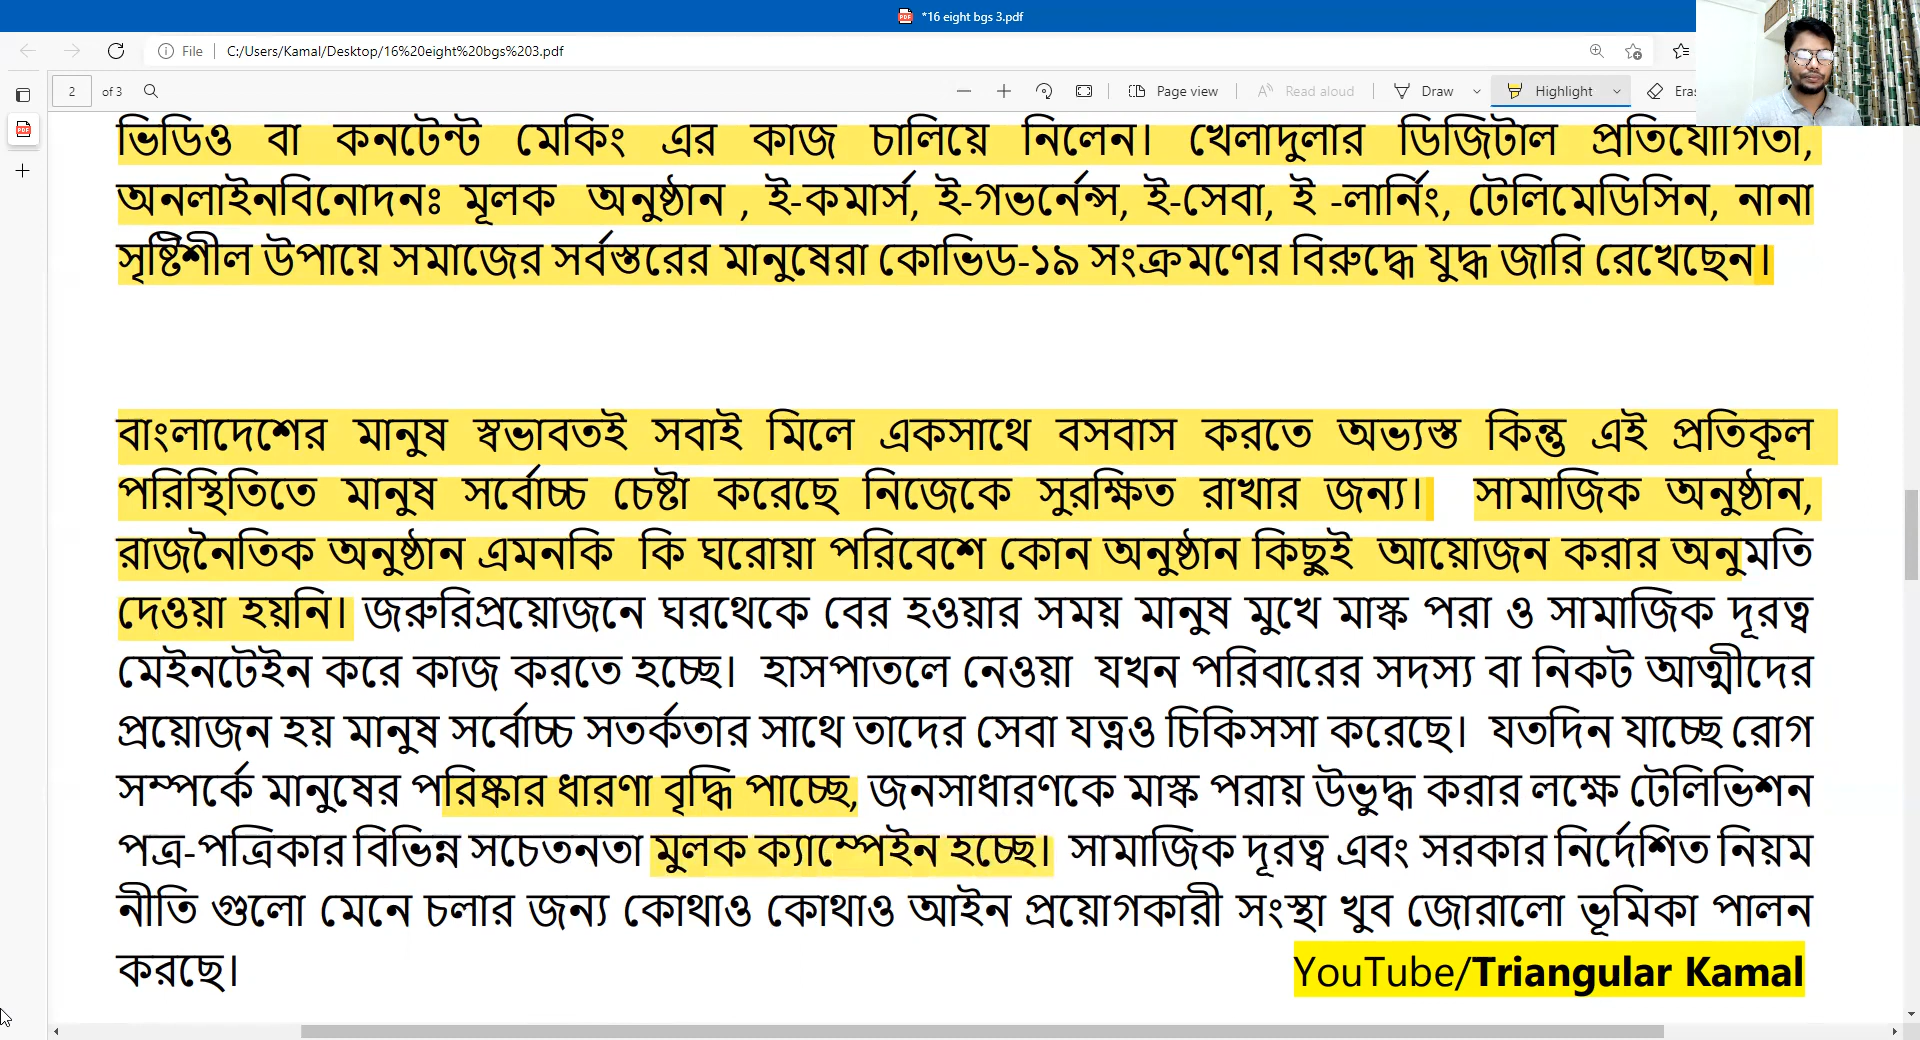 *16 eight bgs 3.pdf
File C:/Users/Kamal/Desktop/16%20eight%20bgs%203.pdf
2 of 3 Page view Read aloud Draw Highlight Eras
ভিডিও বা কনটেন্ট মেকিং এর কাজ চালিয়ে নিলেন। খেলাদুলার ডিজিটাল প্রতিযোগিতা,
অনলাইনবিনোদনঃ মূলক অনুষ্ঠান , ই-কমার্স, ই-গভর্নেন্স, ই-সেবা, ই -লার্নিং, টেলিমেডিসিন, নানা
সৃষ্টিশীল উপায়ে সমাজের সর্বস্তরের মানুষেরা কোভিড-১৯ সংক্রমণের বিরুদ্ধে যুদ্ধ জারি রেখেছেন।
বাংলাদেশের মানুষ স্বভাবতই সবাই মিলে একসাথে বসবাস করতে অভ্যস্ত কিন্তু এই প্রতিকূল
পরিস্থিতিতে মানুষ সর্বোচ্চ চেষ্টা করেছে নিজেকে সুরক্ষিত রাখার জন্য। সামাজিক অনুষ্ঠান,
রাজনৈতিক অনুষ্ঠান এমনকি কি ঘরোয়া পরিবেশে কোন অনুষ্ঠান কিছুই আয়োজন করার অনুমতি
দেওয়া হয়নি। জরুরিপ্রয়োজনে ঘরথেকে বের হওয়ার সময় মানুষ মুখে মাস্ক পরা ও সামাজিক দূরত্ব
মেইনটেইন করে কাজ করতে হচ্ছে। হাসপাতলে নেওয়া যখন পরিবারের সদস্য বা নিকট আত্মীদের
প্রয়োজন হয় মানুষ সর্বোচ্চ সতর্কতার সাথে তাদের সেবা যত্নও চিকিসসা করেছে। যতদিন যাচ্ছে রোগ
সম্পর্কে মানুষের পরিষ্কার ধারণা বৃদ্ধি পাচ্ছে, জনসাধারণকে মাস্ক পরায় উভুদ্ধ করার লক্ষে টেলিভিশন
পত্র-পত্রিকার বিভিন্ন সচেতনতা মুলক ক্যাম্পেইন হচ্ছে। সামাজিক দূরত্ব এবং সরকার নির্দেশিত নিয়ম
নীতি গুলো মেনে চলার জন্য কোথাও কোথাও আইন প্রয়োগকারী সংস্থা খুব জোরালো ভূমিকা পালন
করছে।
YouTube/Triangular Kamal